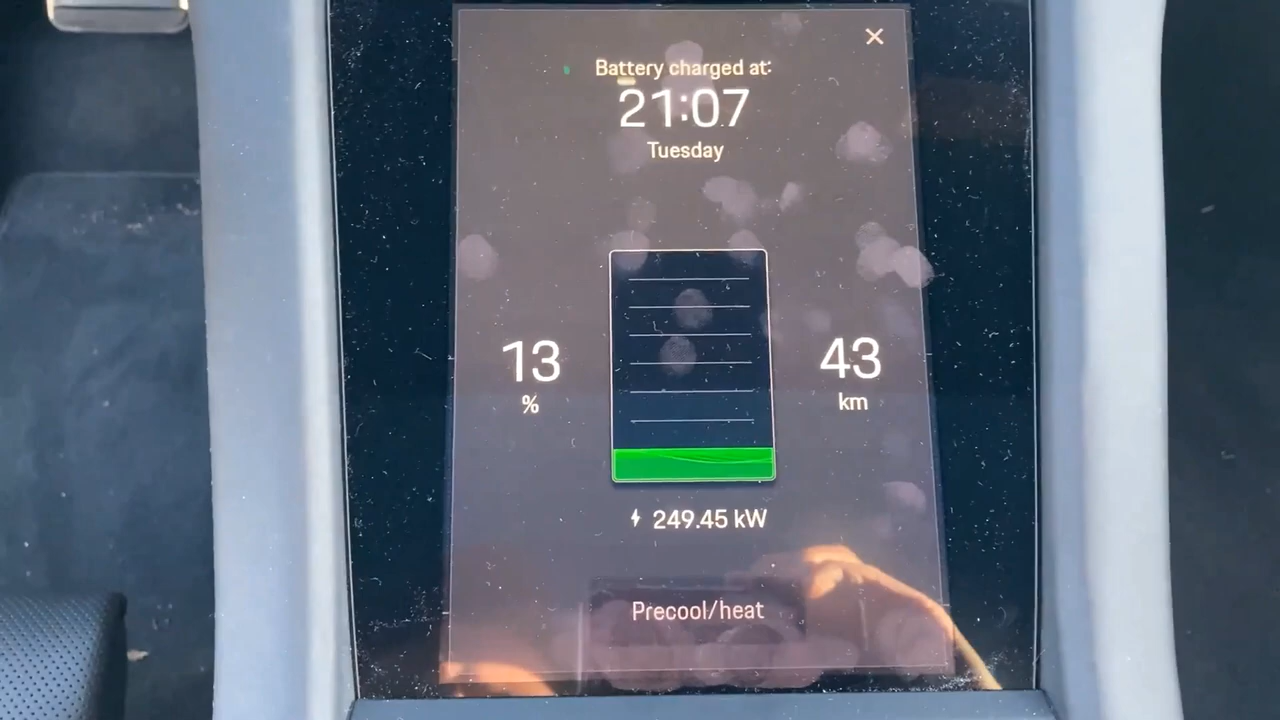 Battery charged at:
21:07
Tuesday
13
%
43
km
249.45 kW
Precool/heat